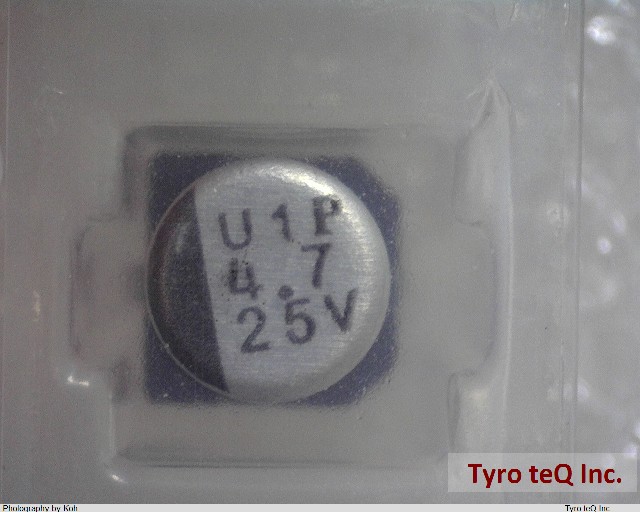 U1P
4.7
25V
Tyro teQ Inc.
Photography by Koh
Tyro teQ Inc.